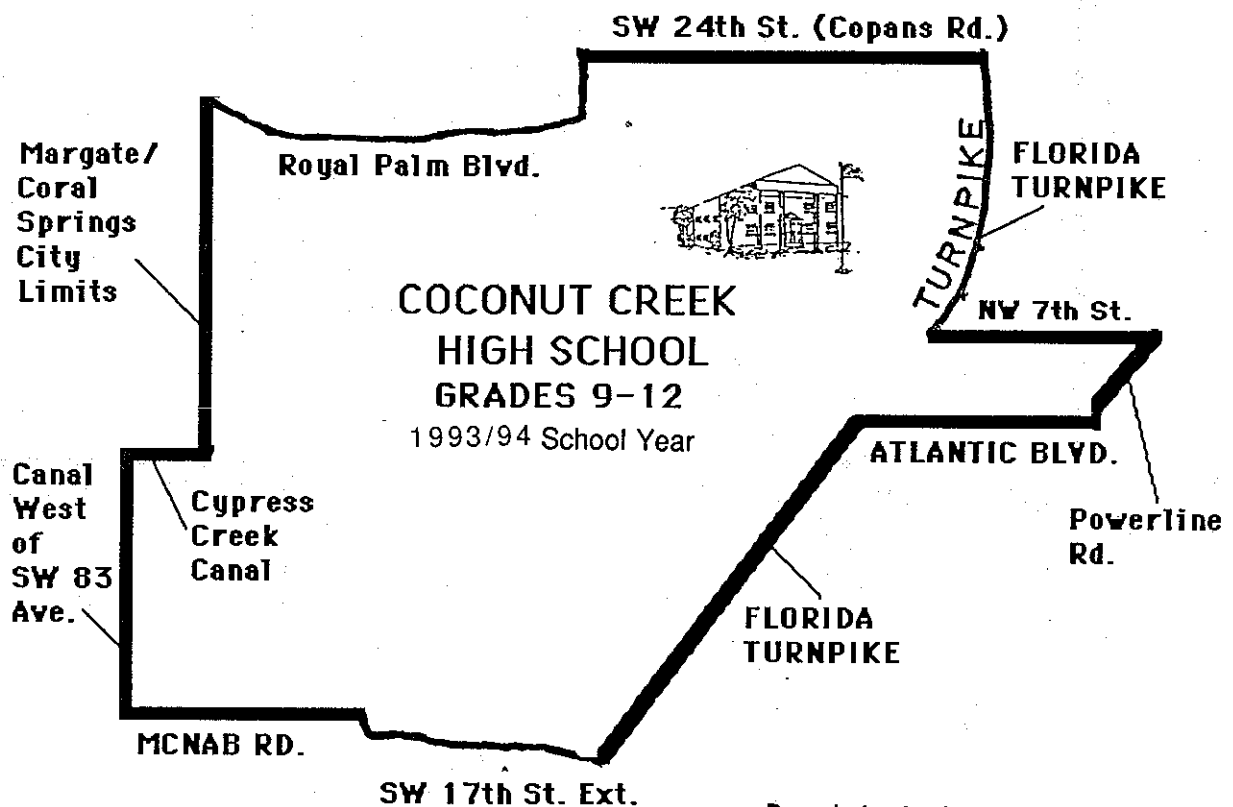 SW 24th St. (Copans Rd.)
Margate/
Coral
Springs
City
Limits
Royal Palm Blvd.
TURNPIKE
FLORIDA
TURNPIKE
NW 7th St.
COCONUT CREEK
HIGH SCHOOL
GRADES 9-12
1993/94 School Year
ATLANTIC BLVD.
Powerline
Rd.
Canal
West
of
SW 83
Ave.
Cypress
Creek
Canal
FLORIDA
TURNPIKE
MCNAB RD.
SW 17th St. Ext.